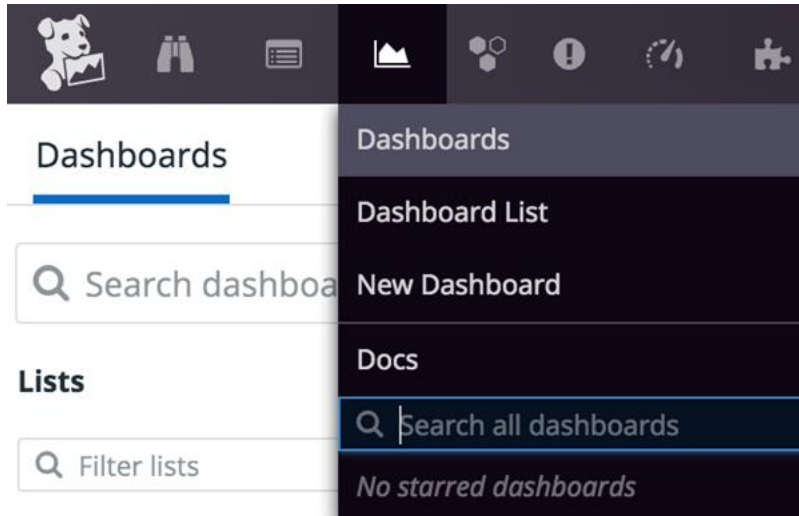 Dashboards
Search dashboa
Lists
Filter lists
Dashboards
Dashboard List
New Dashboard
Docs
Search all dashboards
No starred dashboards